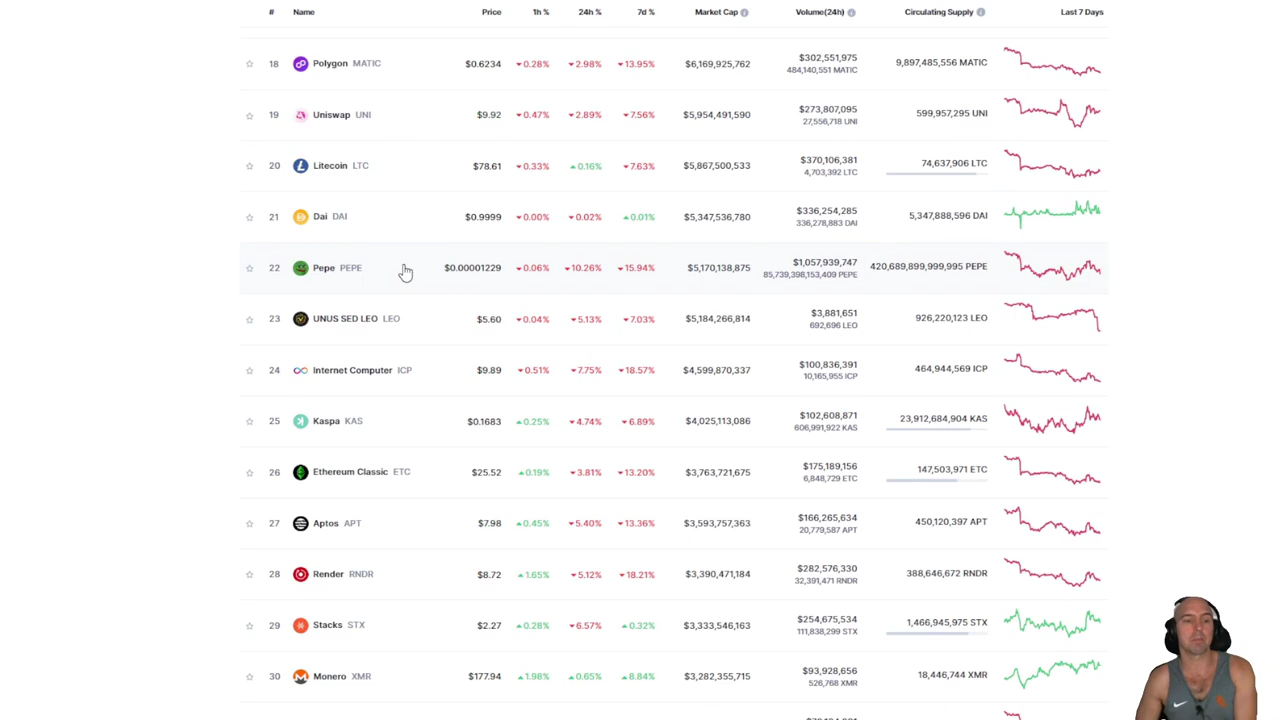 # Name Price 1h % 24h % 7d % Market Cap Volume(24h) Circulating Supply Last 7 Days
18 Polygon MATIC $0.6234 0.28% 2.98% 13.95% $6,169,925,762 $302,551,975 9,897,485,556 MATIC
484,140,551 MATIC
19 Uniswap UNI $9.92 0.47% 2.89% 7.56% $5,954,491,590 $273,807,095 599,957,295 UNI
27,556,718 UNI
20 Litecoin LTC $78.61 0.33% 0.16% 7.63% $5,867,500,533 $370,106,381 74,637,906 LTC
4,703,392 LTC
21 Dai DAI $0.9999 0.00% 0.02% 0.01% $5,347,536,780 $336,254,285 5,347,888,596 DAI
336,278,883 DAI
22 Pepe PEPE $0.00001229 0.06% 10.26% 15.94% $5,170,138,875 $1,057,939,747 420,689,899,999,995 PEPE
85,739,398,153,409 PEPE
23 UNUS SED LEO LEO $5.60 0.04% 5.13% 7.03% $5,184,266,814 $3,881,651 926,220,123 LEO
692,696 LEO
24 Internet Computer ICP $9.89 0.51% 7.75% 18.57% $4,599,870,337 $100,836,391 464,944,569 ICP
10,165,955 ICP
25 Kaspa KAS $0.1683 0.25% 4.74% 6.89% $4,025,113,086 $102,608,871 23,912,684,904 KAS
606,991,922 KAS
26 Ethereum Classic ETC $25.52 0.19% 3.81% 13.20% $3,763,721,675 $175,189,156 147,503,971 ETC
6,848,729 ETC
27 Aptos APT $7.98 0.45% 5.40% 13.36% $3,593,757,363 $166,265,634 450,120,397 APT
20,779,587 APT
28 Render RNDR $8.72 1.65% 5.12% 18.21% $3,390,471,184 $282,576,330 388,646,672 RNDR
32,391,471 RNDR
29 Stacks STX $2.27 0.28% 6.57% 0.32% $3,333,546,163 $254,675,534 1,466,945,975 STX
111,838,299 STX
30 Monero XMR $177.94 1.98% 0.65% 8.84% $3,282,355,715 $93,928,656 18,446,744 XMR
526,768 XMR